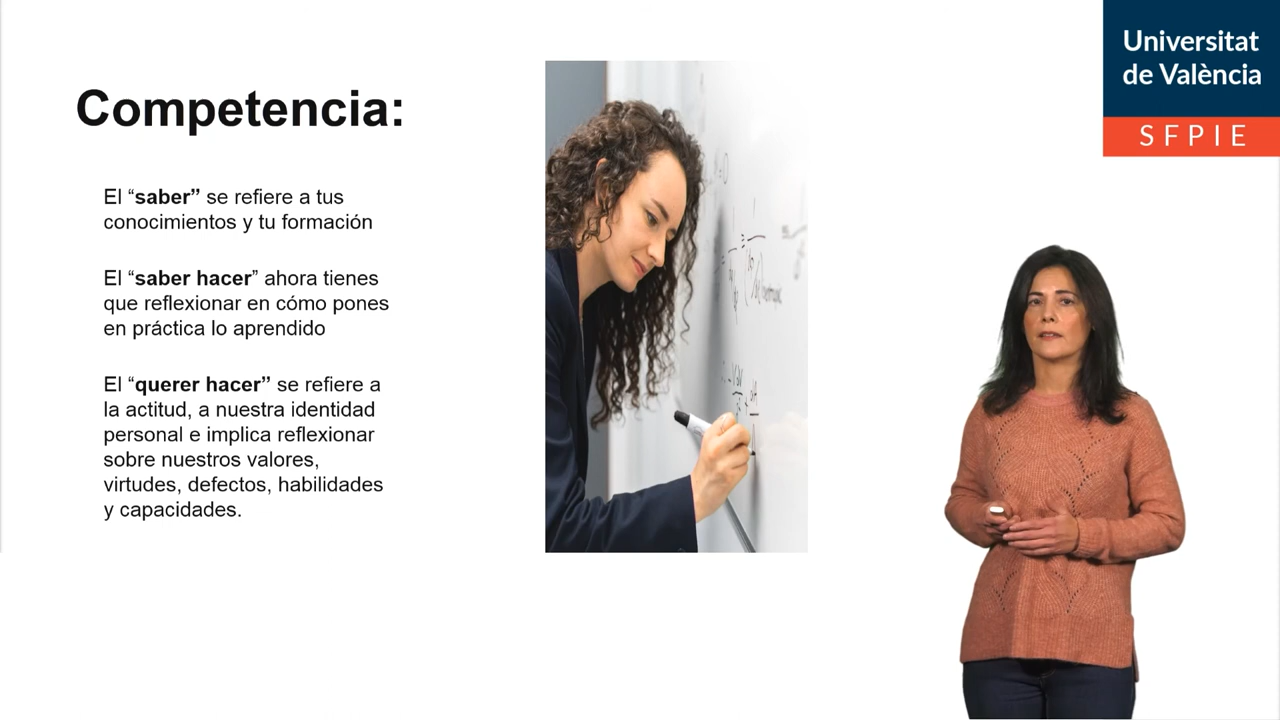 Universitat
de València
SFPIE
Competencia:
El “saber” se refiere a tus
conocimientos y tu formación
El “saber hacer” ahora tienes
que reflexionar en cómo pones
en práctica lo aprendido
El “querer hacer” se refiere a
la actitud, a nuestra identidad
personal e implica reflexionar
sobre nuestros valores,
virtudes, defectos, habilidades
y capacidades.